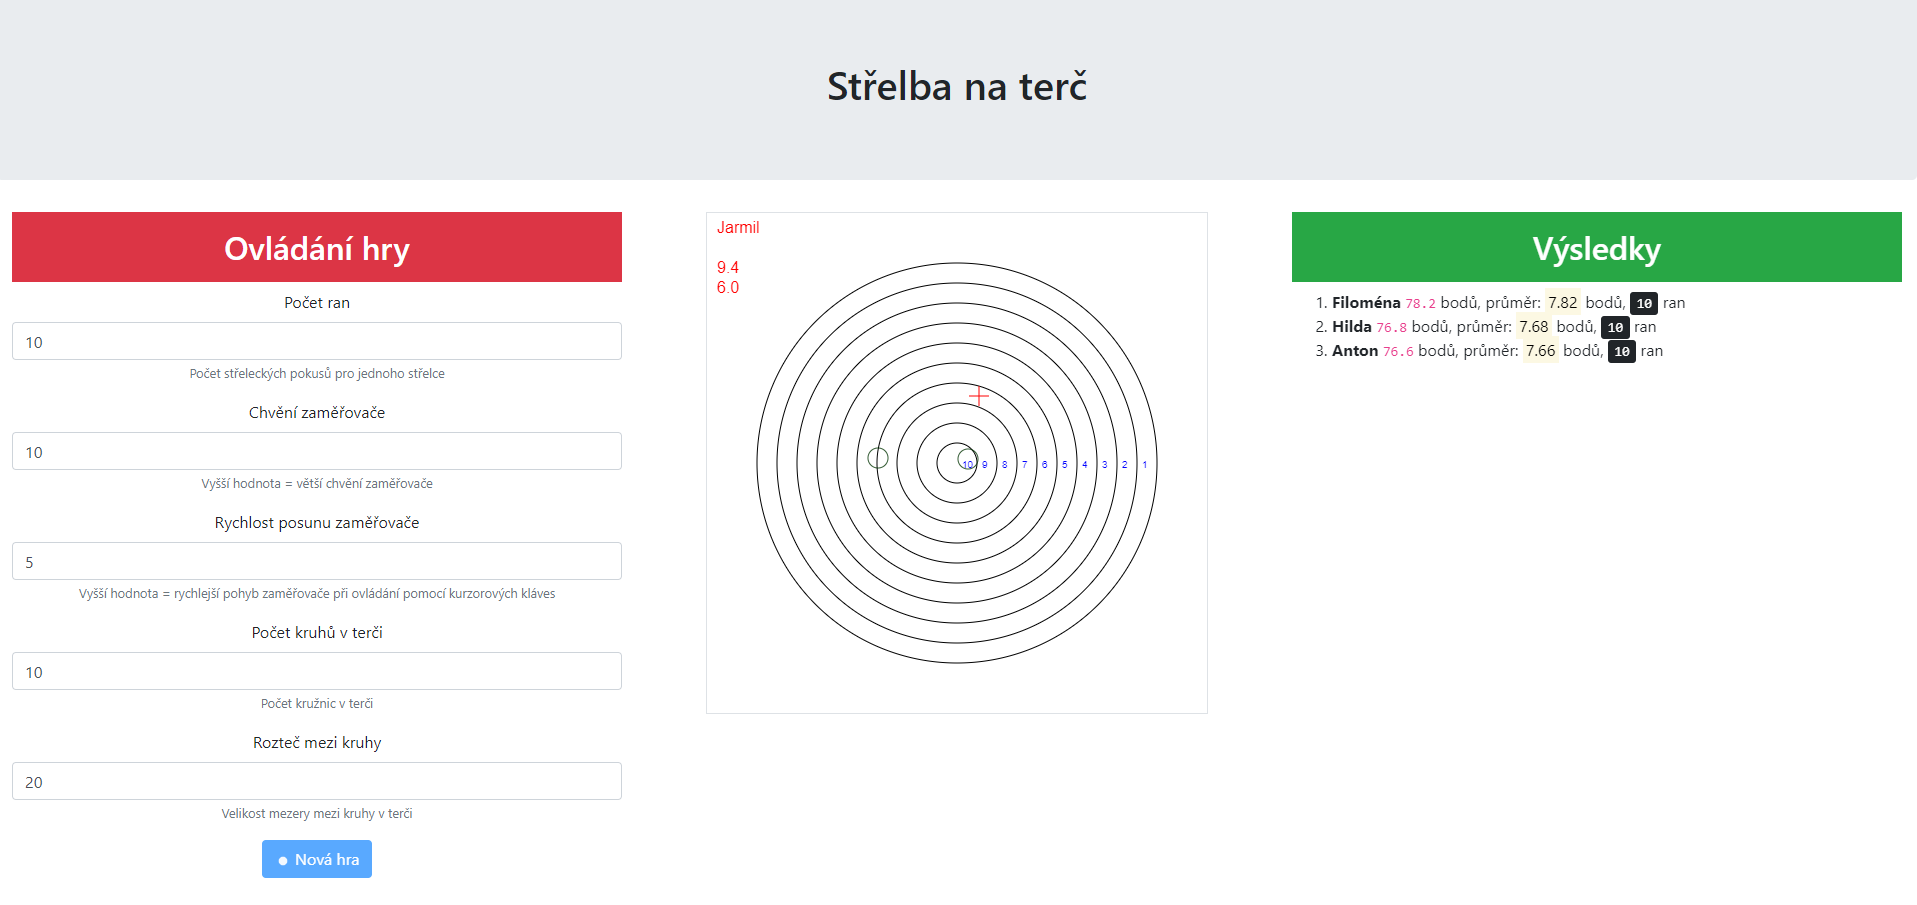 Střelba na terč
Ovládání hry
Počet ran
10
Počet střeleckých pokusů pro jednoho střelce
Chvění zaměřovače
10
Vyšší hodnota = větší chvění zaměřovače
Rychlost posunu zaměřovače
5
Vyšší hodnota = rychlejší pohyb zaměřovače při ovládání pomocí kurzorových kláves
Počet kruhů v terči
10
Počet kružnic v terči
Rozteč mezi kruhy
20
Velikost mezery mezi kruhy v terči
Nová hra
Jarmil
9.4
6.0
10 9 8 7 6 5 4 3 2 1
Výsledky
1. Filoména 78.2 bodů, průměr: 7.82 bodů, 10 ran
2. Hilda 76.8 bodů, průměr: 7.68 bodů, 10 ran
3. Anton 76.6 bodů, průměr: 7.66 bodů, 10 ran